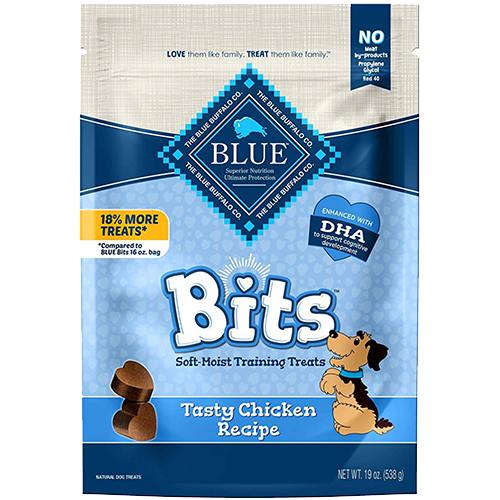 LOVE them like family. TREAT them like family.™
NO
Meat
by-products
Propylene
Glycol
Red 40
THE BLUE BUFFALO CO.
THE BLUE BUFFALO CO.
BLUE™
Superior Nutrition
Ultimate Protection
THE BLUE BUFFALO CO.
THE BLUE BUFFALO CO.
18% MORE
TREATS*
*Compared to
BLUE Bits 16 oz. bag
ENHANCED WITH
DHA
to support cognitive
development
Bits™
Soft-Moist Training Treats
Tasty Chicken
Recipe
NATURAL DOG TREATS
NET WT. 19 oz. (538 g)